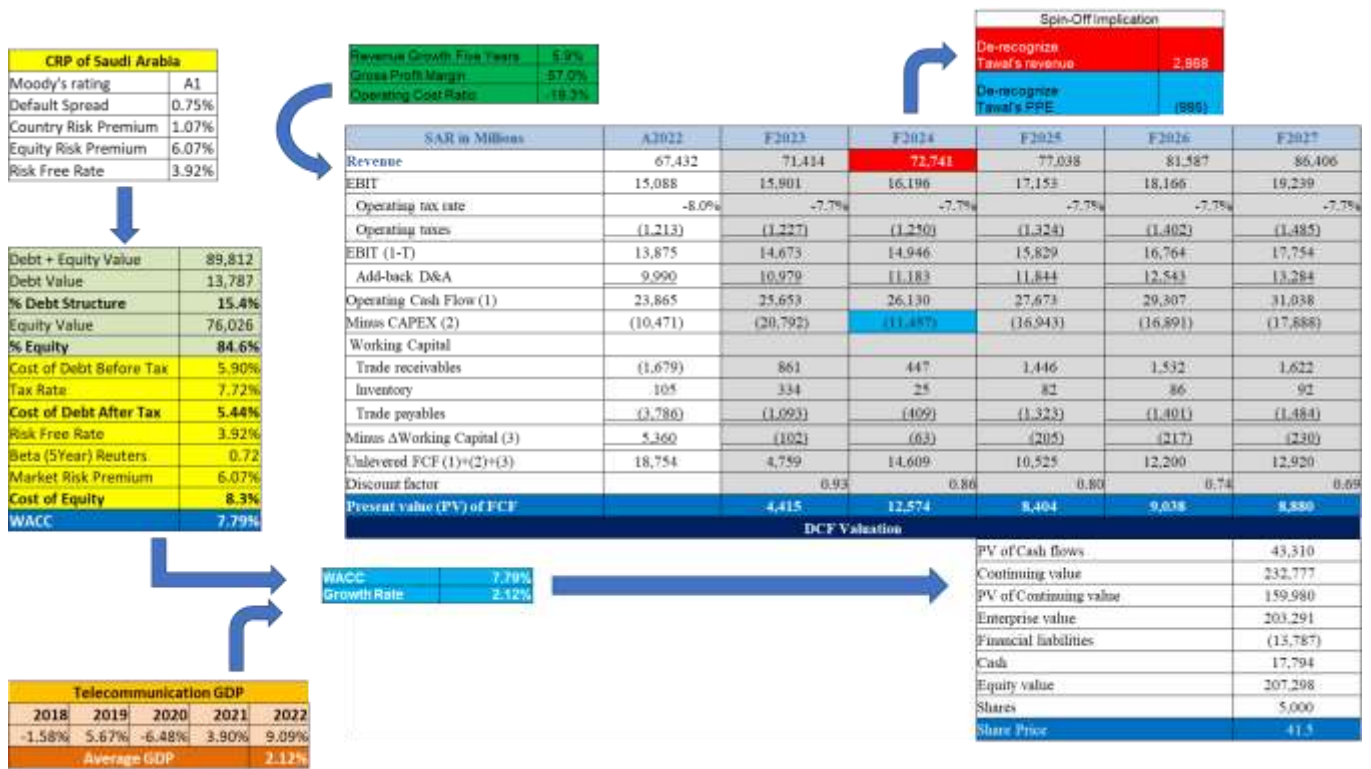 Spin-Off Implication
De-recognize
Tawal's revenue 2,868
De-recognize
Tawal's PPE (986)
CRP of Saudi Arabia
Moody's rating A1
Default Spread 0.75%
Country Risk Premium 1.07%
Equity Risk Premium 6.07%
Risk Free Rate 3.92%
Revenue Growth Five Years 5.9%
Gross Profit Margin 57.0%
Operating Cost Ratio -19.3%
SAR in Millions A2022 F2023 F2024 F2025 F2026 F2027
Revenue 67,432 71,414 72,741 77,038 81,587 86,406
EBIT 15,088 15,901 16,196 17,153 18,166 19,239
Operating tax rate -8.0% -7.7% -7.7% -7.7% -7.7% -7.7%
Operating taxes (1,213) (1,227) (1,250) (1,324) (1,402) (1,485)
EBIT (1-T) 13,875 14,673 14,946 15,829 16,764 17,754
Add-back D&A 9,990 10,979 11,183 11,844 12,543 13,284
Operating Cash Flow (1) 23,865 25,653 26,130 27,673 29,307 31,038
Minus CAPEX (2) (10,471) (20,792) (11,457) (16,943) (16,891) (17,888)
Working Capital
Trade receivables (1,679) 861 447 1,446 1,532 1,622
Inventory 105 334 25 82 86 92
Trade payables (3,786) (1,093) (409) (1,323) (1,401) (1,484)
Minus ΔWorking Capital (3) 5,360 (102) (63) (205) (217) (230)
Unlevered FCF (1)+(2)+(3) 18,754 4,759 14,609 10,525 12,200 12,920
Discount factor 0.93 0.86 0.80 0.74 0.69
Present value (PV) of FCF 4,415 12,574 8,404 9,038 8,880
DCF Valuation
Debt + Equity Value 89,812
Debt Value 13,787
% Debt Structure 15.4%
Equity Value 76,026
% Equity 84.6%
Cost of Debt Before Tax 5.90%
Tax Rate 7.72%
Cost of Debt After Tax 5.44%
Risk Free Rate 3.92%
Beta (5Year) Reuters 0.72
Market Risk Premium 6.07%
Cost of Equity 8.3%
WACC 7.79%
WACC 7.79%
Growth Rate 2.12%
PV of Cash flows 43,310
Continuing value 232,777
PV of Continuing value 159,980
Enterprise value 203,291
Financial liabilities (13,787)
Cash 17,794
Equity value 207,298
Shares 5,000
Share Price 41.5
Telecommunication GDP
2018 2019 2020 2021 2022
-1.58% 5.67% -6.48% 3.90% 9.09%
Average GDP 2.12%